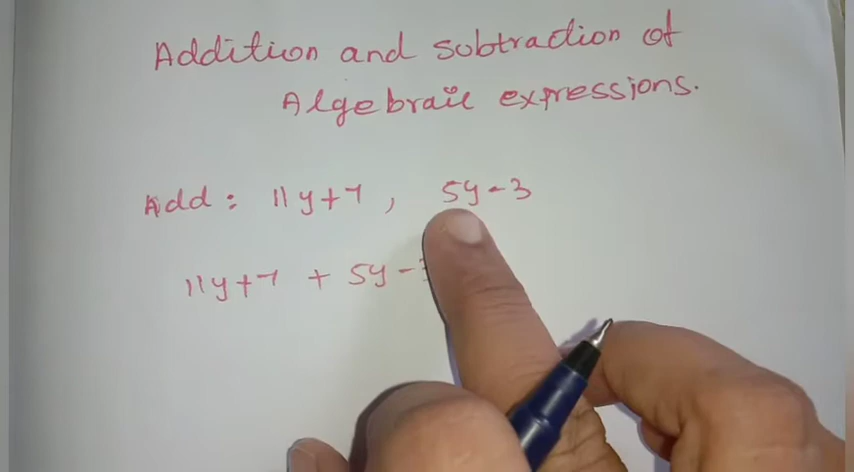 Addition and subtraction of
Algebraic expressions.
Add : 11y+7 , 5y-3
11y+7 + 5y-